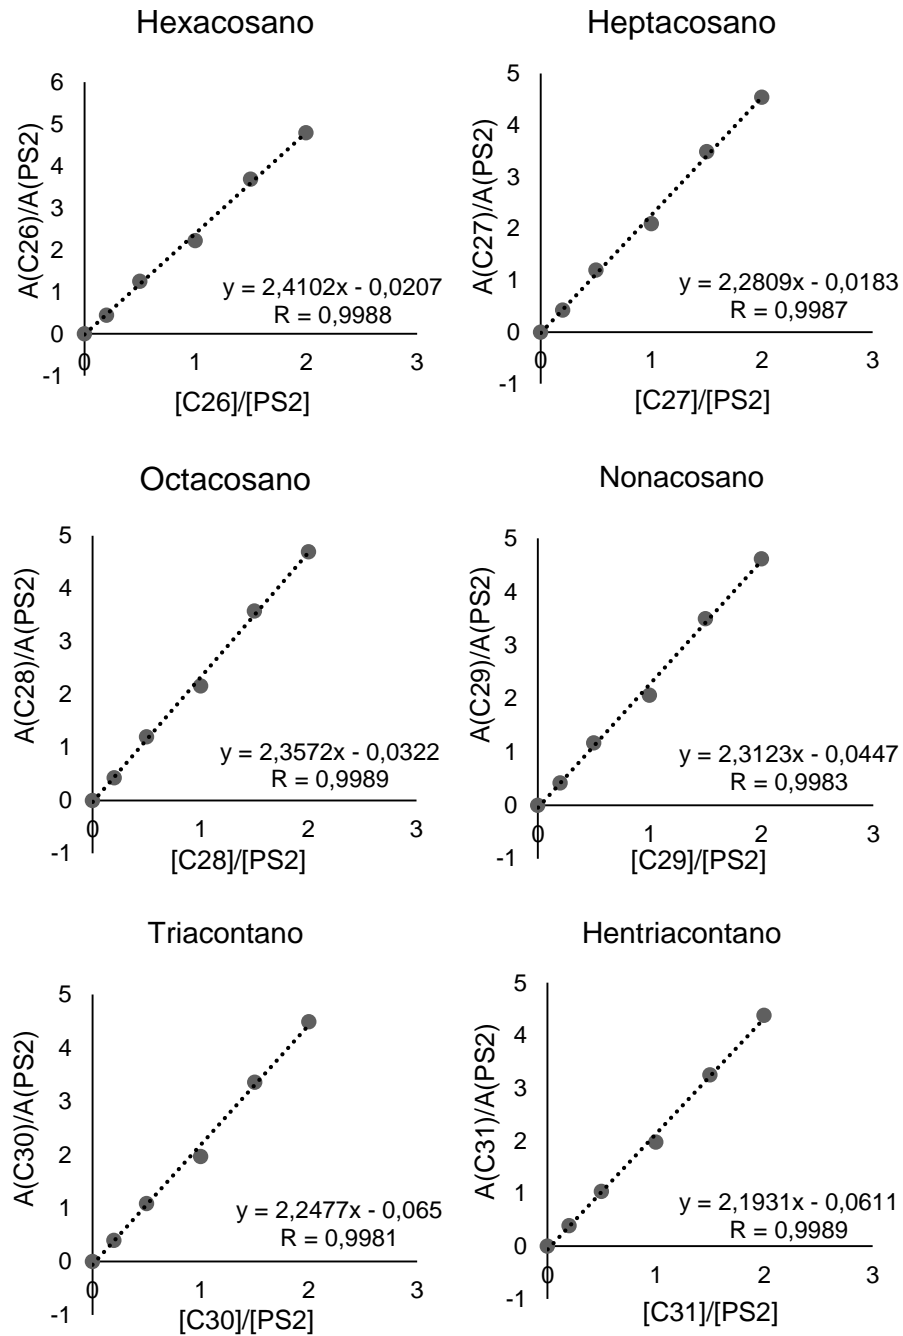 Hexacosano
A(C26)/A(PS2)
6
5
4
3
2
1
0
-1
y = 2,4102x - 0,0207
R = 0,9988
0 1 2 3
[C26]/[PS2]
Heptacosano
A(C27)/A(PS2)
5
4
3
2
1
0
-1
y = 2,2809x - 0,0183
R = 0,9987
0 1 2 3
[C27]/[PS2]
Octacosano
A(C28)/A(PS2)
5
4
3
2
1
0
-1
y = 2,3572x - 0,0322
R = 0,9989
0 1 2 3
[C28]/[PS2]
Nonacosano
A(C29)/A(PS2)
5
4
3
2
1
0
-1
y = 2,3123x - 0,0447
R = 0,9983
0 1 2 3
[C29]/[PS2]
Triacontano
A(C30)/A(PS2)
5
4
3
2
1
0
-1
y = 2,2477x - 0,065
R = 0,9981
0 1 2 3
[C30]/[PS2]
Hentriacontano
A(C31)/A(PS2)
5
4
3
2
1
0
-1
y = 2,1931x - 0,0611
R = 0,9989
0 1 2 3
[C31]/[PS2]